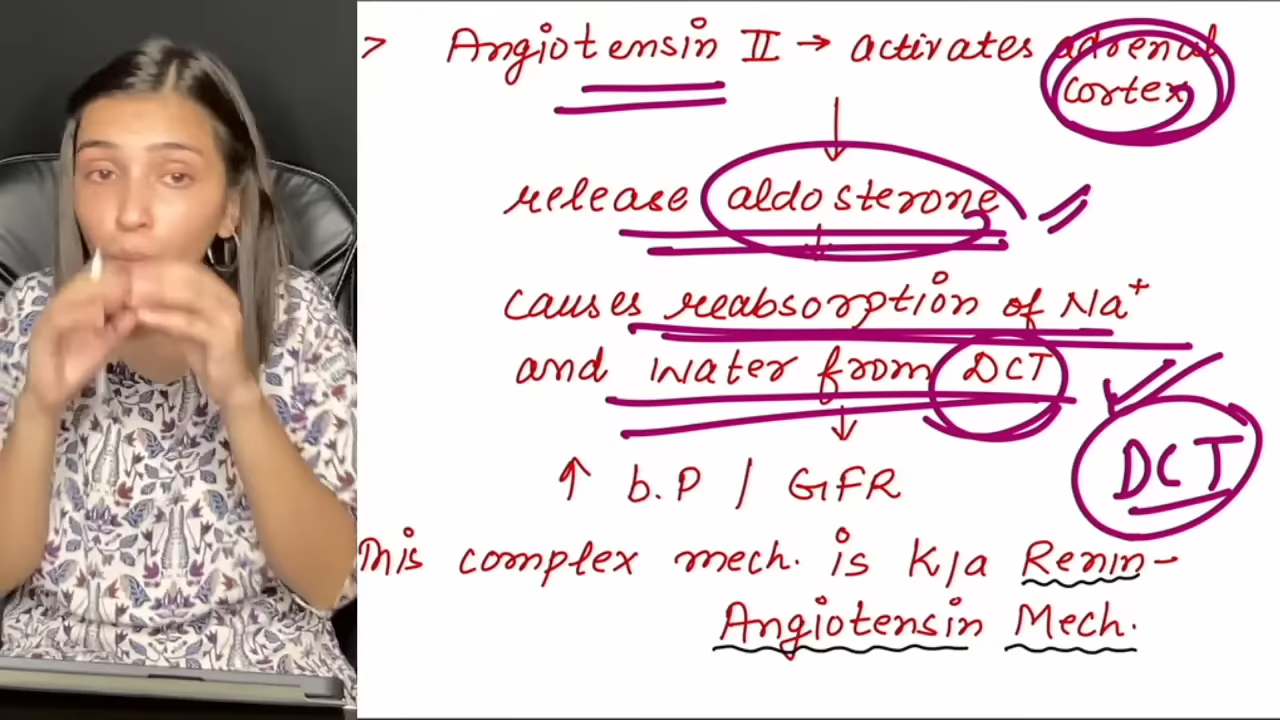 > Angiotensin II → activates adrenal
cortex
↓
release aldosterone
↓
causes reabsorption of Na⁺
and water from DCT
↓
DCT
↑ b.P / GFR
This complex mech. is K/a Renin-
Angiotensin Mech.